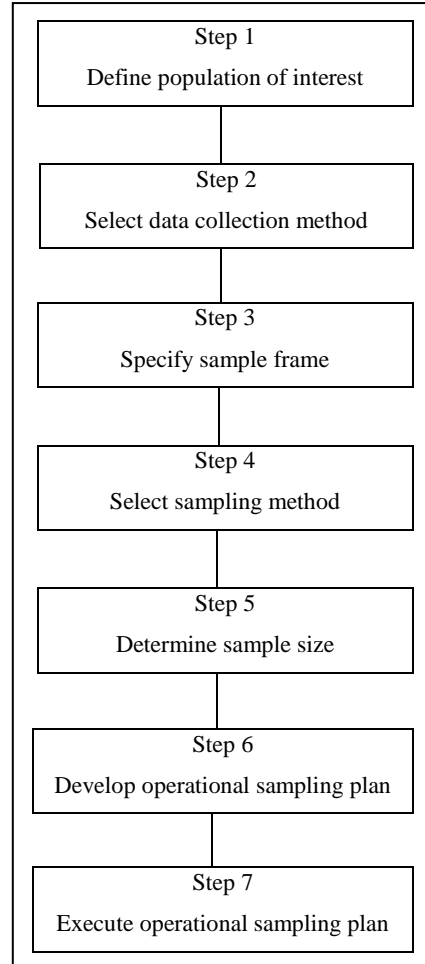 Step 1
Define population of interest
Step 2
Select data collection method
Step 3
Specify sample frame
Step 4
Select sampling method
Step 5
Determine sample size
Step 6
Develop operational sampling plan
Step 7
Execute operational sampling plan